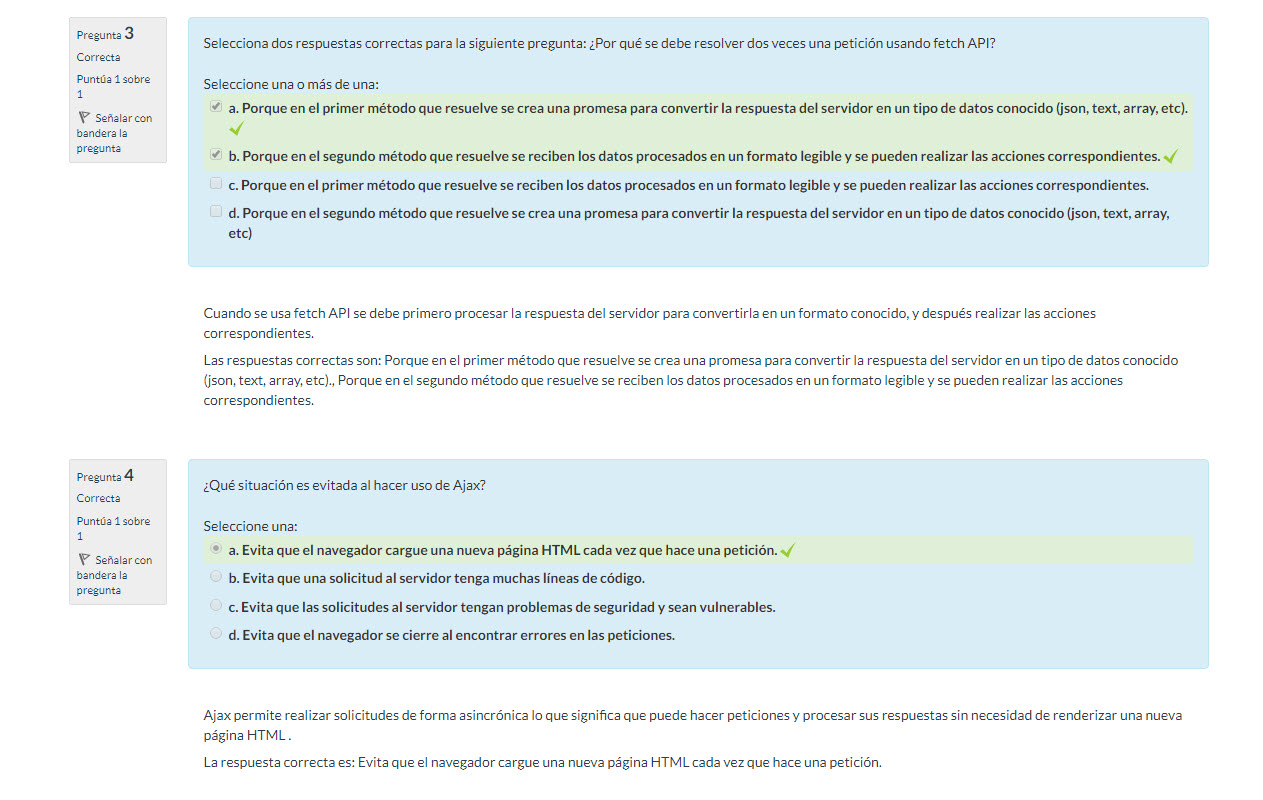 Pregunta 3
Correcta
Puntúa 1 sobre
1
Señalar con
bandera la
pregunta
Selecciona dos respuestas correctas para la siguiente pregunta: ¿Por qué se debe resolver dos veces una petición usando fetch API?
Seleccione una o más de una:
a. Porque en el primer método que resuelve se crea una promesa para convertir la respuesta del servidor en un tipo de datos conocido (json, text, array, etc).
b. Porque en el segundo método que resuelve se reciben los datos procesados en un formato legible y se pueden realizar las acciones correspondientes.
c. Porque en el primer método que resuelve se reciben los datos procesados en un formato legible y se pueden realizar las acciones correspondientes.
d. Porque en el segundo método que resuelve se crea una promesa para convertir la respuesta del servidor en un tipo de datos conocido (json, text, array,
etc)
Cuando se usa fetch API se debe primero procesar la respuesta del servidor para convertirla en un formato conocido, y después realizar las acciones
correspondientes.
Las respuestas correctas son: Porque en el primer método que resuelve se crea una promesa para convertir la respuesta del servidor en un tipo de datos conocido
(json, text, array, etc)., Porque en el segundo método que resuelve se reciben los datos procesados en un formato legible y se pueden realizar las acciones
correspondientes.
Pregunta 4
Correcta
Puntúa 1 sobre
1
Señalar con
bandera la
pregunta
¿Qué situación es evitada al hacer uso de Ajax?
Seleccione una:
a. Evita que el navegador cargue una nueva página HTML cada vez que hace una petición.
b. Evita que una solicitud al servidor tenga muchas líneas de código.
c. Evita que las solicitudes al servidor tengan problemas de seguridad y sean vulnerables.
d. Evita que el navegador se cierre al encontrar errores en las peticiones.
Ajax permite realizar solicitudes de forma asincrónica lo que significa que puede hacer peticiones y procesar sus respuestas sin necesidad de renderizar una nueva
página HTML .
La respuesta correcta es: Evita que el navegador cargue una nueva página HTML cada vez que hace una petición.